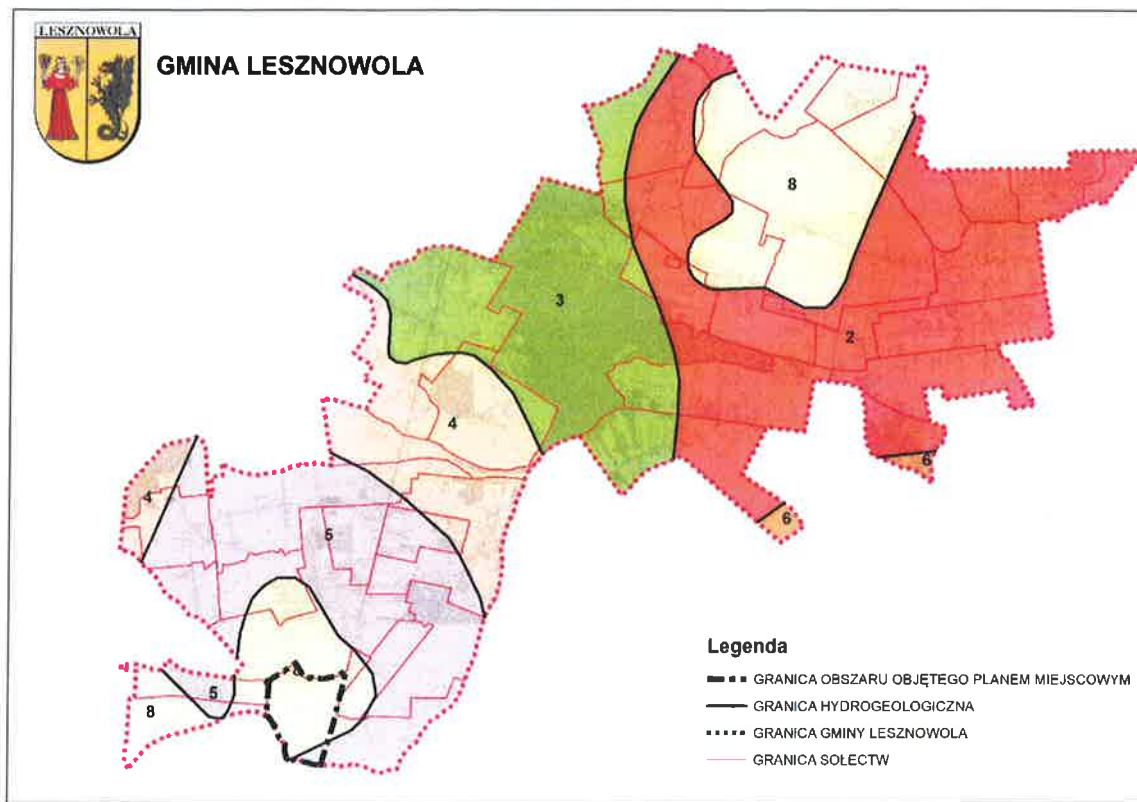 LESZNOWOLA
GMINA LESZNOWOLA
8
3
2
4
6
4
6
5
8
5
8
Legenda
GRANICA OBSZARU OBJĘTEGO PLANEM MIEJSCOWYM
GRANICA HYDROGEOLOGICZNA
GRANICA GMINY LESZNOWOLA
GRANICA SOŁECTW